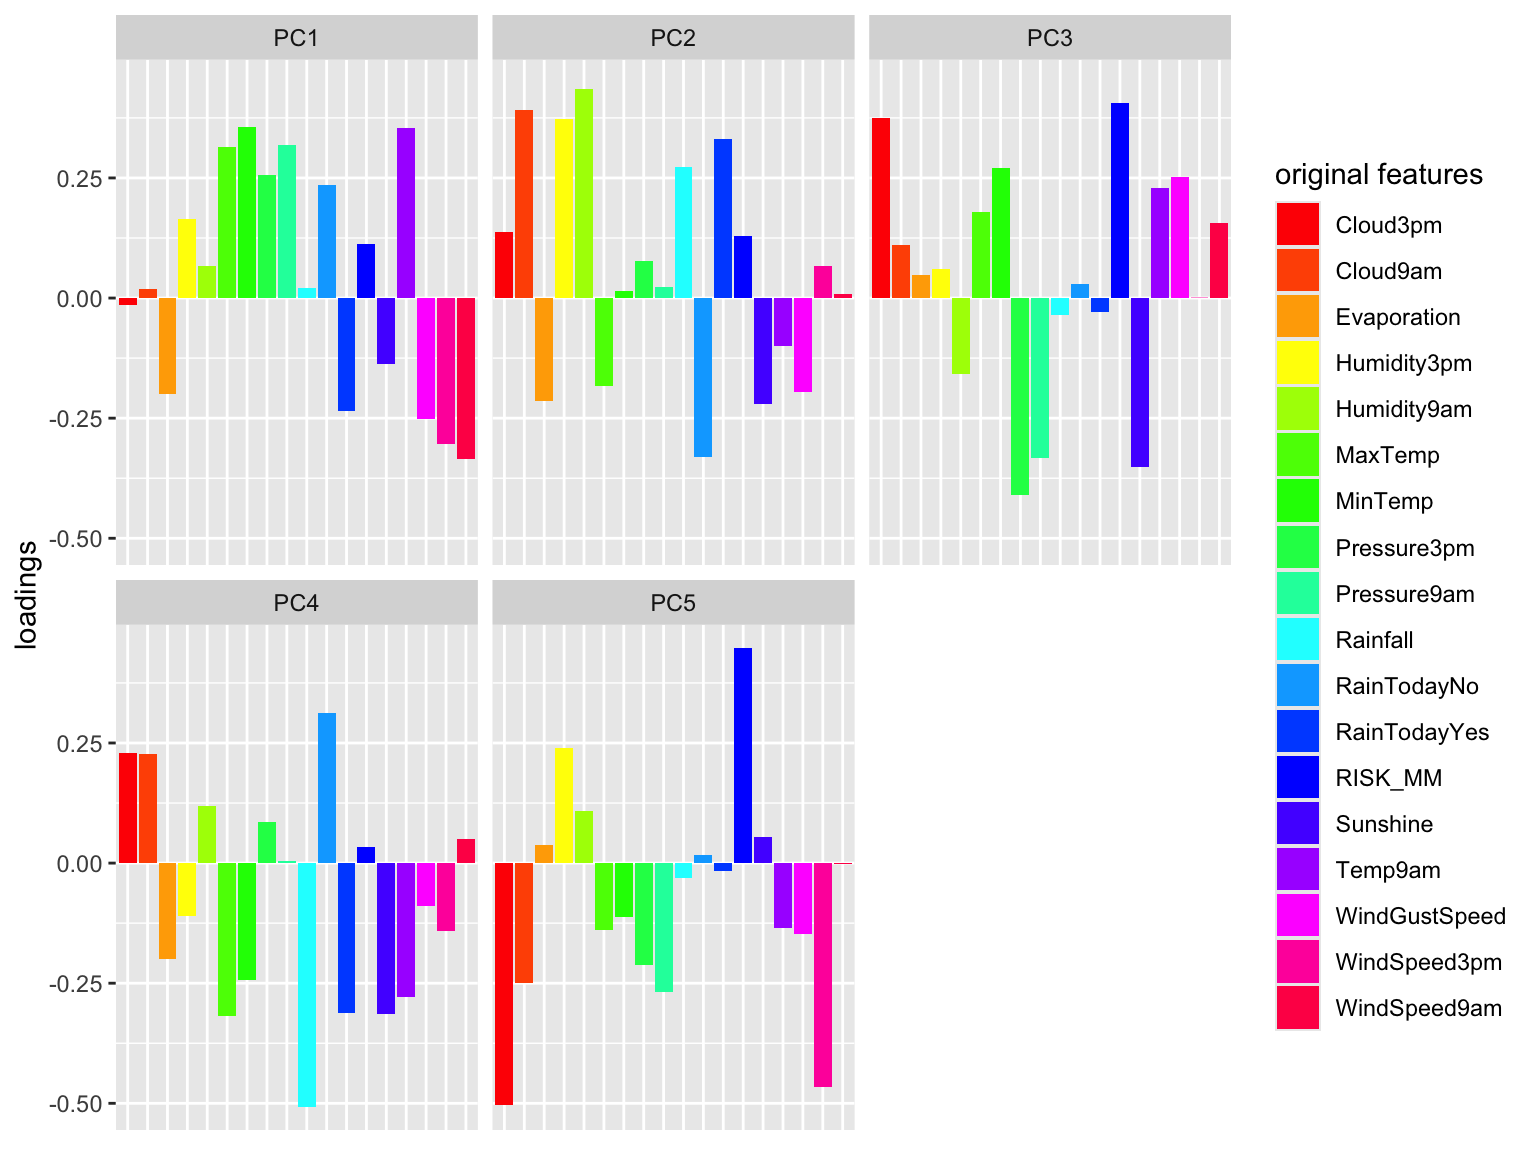 PC1
PC2
PC3
0.25
0.00
-0.25
-0.50
PC4
PC5
0.25
0.00
-0.25
-0.50
loadings
original features
Cloud3pm
Cloud9am
Evaporation
Humidity3pm
Humidity9am
MaxTemp
MinTemp
Pressure3pm
Pressure9am
Rainfall
RainTodayNo
RainTodayYes
RISK_MM
Sunshine
Temp9am
WindGustSpeed
WindSpeed3pm
WindSpeed9am